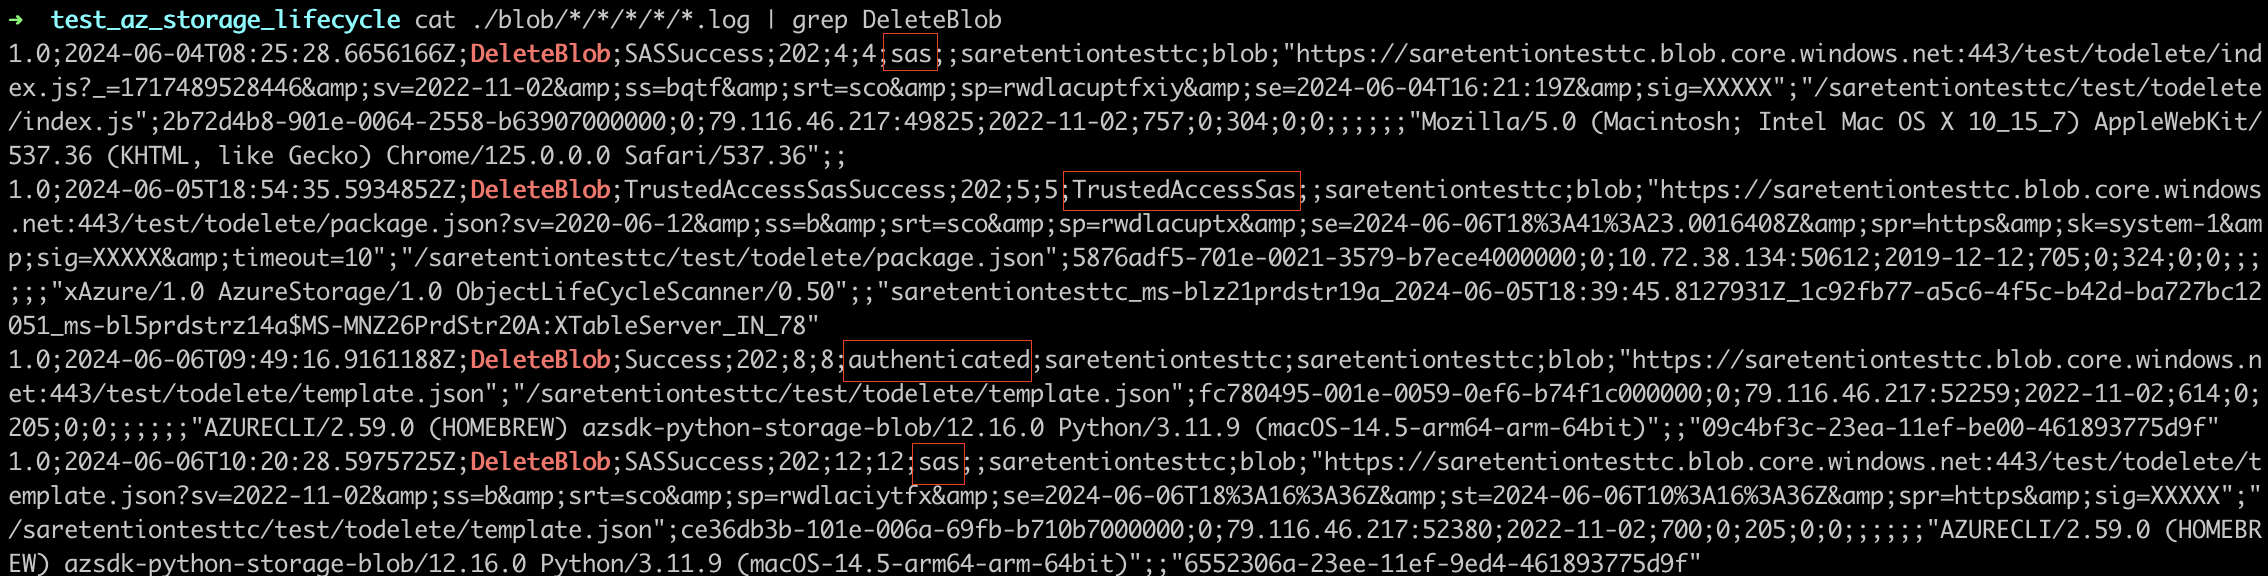 ➜  test_az_storage_lifecycle cat ./blob/*/*/*/*/*.log | grep DeleteBlob
1.0;2024-06-04T08:25:28.6656166Z;DeleteBlob;SASSuccess;202;4;4;sas;;saretentiontesttc;blob;"https://saretentiontesttc.blob.core.windows.net:443/test/todelete/ind
ex.js?_=1717489528446&amp;sv=2022-11-02&amp;ss=bqtf&amp;srt=sco&amp;sp=rwdlacuptfxiy&amp;se=2024-06-04T16:21:19Z&amp;sig=XXXXX";"/saretentiontesttc/test/todelete
/index.js";2b72d4b8-901e-0064-2558-b63907000000;0;79.116.46.217:49825;2022-11-02;757;0;304;0;0;;;;;;"Mozilla/5.0 (Macintosh; Intel Mac OS X 10_15_7) AppleWebKit/
537.36 (KHTML, like Gecko) Chrome/125.0.0.0 Safari/537.36";;
1.0;2024-06-05T18:54:35.5934852Z;DeleteBlob;TrustedAccessSasSuccess;202;5;5;TrustedAccessSas;;saretentiontesttc;blob;"https://saretentiontesttc.blob.core.windows
.net:443/test/todelete/package.json?sv=2020-06-12&amp;ss=b&amp;srt=sco&amp;sp=rwdlacuptx&amp;se=2024-06-06T18%3A41%3A23.0016408Z&amp;spr=https&amp;sk=system-1&am
p;sig=XXXXX&amp;timeout=10";"/saretentiontesttc/test/todelete/package.json";5876adf5-701e-0021-3579-b7ece4000000;0;10.72.38.134:50612;2019-12-12;705;0;324;0;0;;;
;;;"xAzure/1.0 AzureStorage/1.0 ObjectLifeCycleScanner/0.50";;"saretentiontesttc_ms-blz21prdstr19a_2024-06-05T18:39:45.8127931Z_1c92fb77-a5c6-4f5c-b42d-ba727bc12
051_ms-bl5prdstrz14a$MS-MNZ26PrdStr20A:XTableServer_IN_78"
1.0;2024-06-06T09:49:16.9161188Z;DeleteBlob;Success;202;8;8;authenticated;saretentiontesttc;saretentiontesttc;blob;"https://saretentiontesttc.blob.core.windows.n
et:443/test/todelete/template.json";"/saretentiontesttc/test/todelete/template.json";fc780495-001e-0059-0ef6-b74f1c000000;0;79.116.46.217:52259;2022-11-02;614;0;
205;0;0;;;;;;"AZURECLI/2.59.0 (HOMEBREW) azsdk-python-storage-blob/12.16.0 Python/3.11.9 (macOS-14.5-arm64-arm-64bit)";;"09c4bf3c-23ea-11ef-be00-461893775d9f"
1.0;2024-06-06T10:20:28.5975725Z;DeleteBlob;SASSuccess;202;12;12;sas;;saretentiontesttc;blob;"https://saretentiontesttc.blob.core.windows.net:443/test/todelete/t
emplate.json?sv=2022-11-02&amp;ss=b&amp;srt=sco&amp;sp=rwdlaciytfx&amp;se=2024-06-06T18%3A16%3A36Z&amp;st=2024-06-06T10%3A16%3A36Z&amp;spr=https&amp;sig=XXXXX";"
/saretentiontesttc/test/todelete/template.json";ce36db3b-101e-006a-69fb-b710b7000000;0;79.116.46.217:52380;2022-11-02;700;0;205;0;0;;;;;;"AZURECLI/2.59.0 (HOMEBR
EW) azsdk-python-storage-blob/12.16.0 Python/3.11.9 (macOS-14.5-arm64-arm-64bit)";;"6552306a-23ee-11ef-9ed4-461893775d9f"